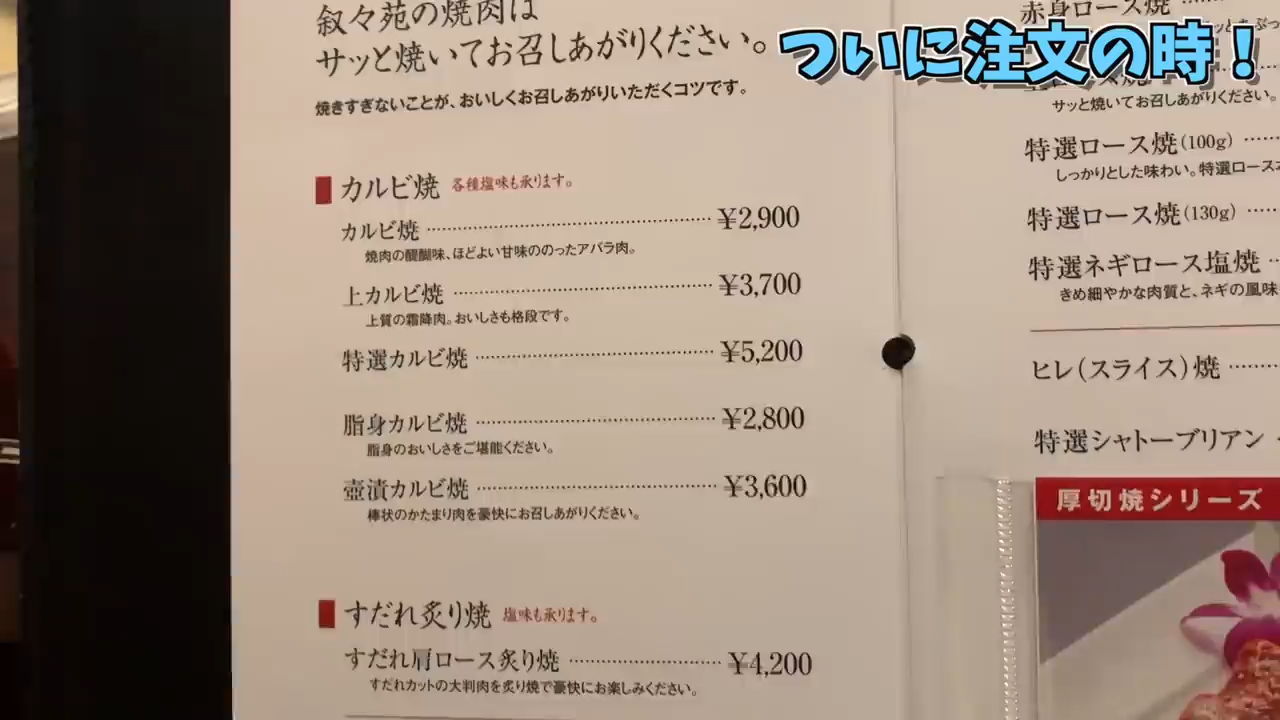 ついに注文の時！
叙々苑の焼肉は
サッと焼いてお召しあがりください。
焼きすぎないことが、おいしくお召しあがりいただくコツです。
カルビ焼 各種塩味も承ります。
カルビ焼 ¥2,900
焼肉の醍醐味、ほどよい甘味ののったアバラ肉。
上カルビ焼 ¥3,700
上質の霜降肉。おいしさも格段です。
特選カルビ焼 ¥5,200
脂身カルビ焼 ¥2,800
脂身のおいしさをご堪能ください。
壺漬カルビ焼 ¥3,600
棒状のかたまり肉を豪快にお召しあがりください。
すだれ炙り焼 塩味も承ります。
すだれ肩ロース炙り焼 ¥4,200
すだれカットの大判肉を炙り焼で豪快にお楽しみください。
赤身ロース焼
サッと焼いてお召しあがりください。
特選ロース焼(100g)
しっかりとした味わい。特選ロース
特選ロース焼(130g)
特選ネギロース塩焼
きめ細やかな肉質と、ネギの風味
ヒレ(スライス)焼
特選シャトーブリアン
厚切焼シリーズ